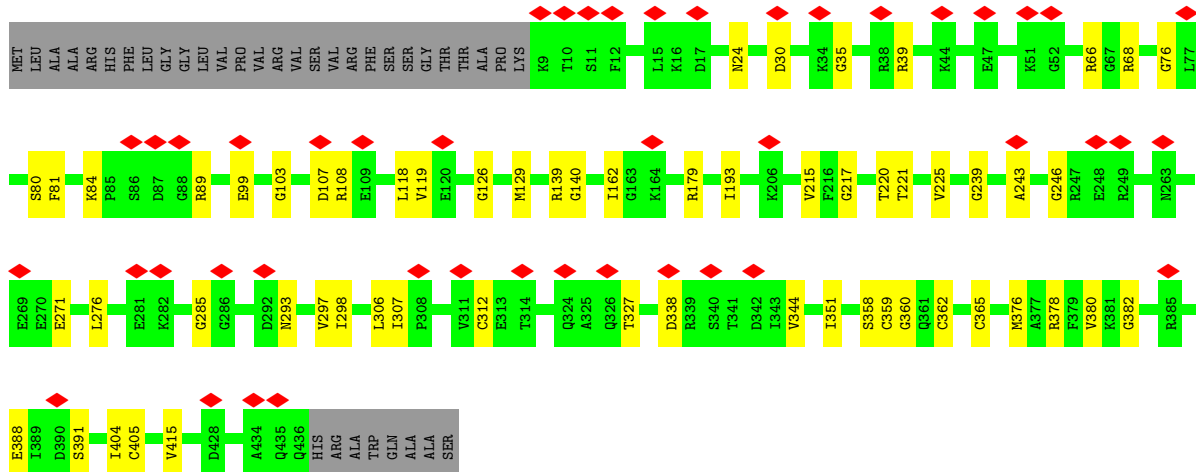 MET LEU ALA ALA ARG HIS PHE LEU GLY GLY LEU VAL PRO VAL ARG VAL SER VAL ARG PHE SER SER GLY THR THR ALA PRO LYS K9 T10 S11 F12 L15 K16 D17 N24 D30 K34 G35 R38 R39 K44 E47 K51 G52 R66 G67 R68 G76 L77
S80 F81 K84 P85 S86 D87 G88 R89 E99 G103 D107 R108 E109 L118 V119 E120 G126 M129 R139 G140 I162 G163 K164 R179 I193 K206 V215 F216 G217 T220 T221 V225 G239 A243 G246 R247 E248 R249 N263
E269 E270 E271 L276 E281 K282 G285 G286 D292 N293 V297 I298 L306 I307 P308 V311 C312 E313 T314 Q324 A325 Q326 T327 D338 R339 S340 T341 D342 I343 V344 I351 S358 C359 G360 Q361 C362 C365 M376 A377 R378 F379 V380 K381 G382 R385
E388 I389 D390 S391 I404 C405 V415 D428 A434 Q435 Q436 HIS ARG ALA TRP GLN ALA ALA SER